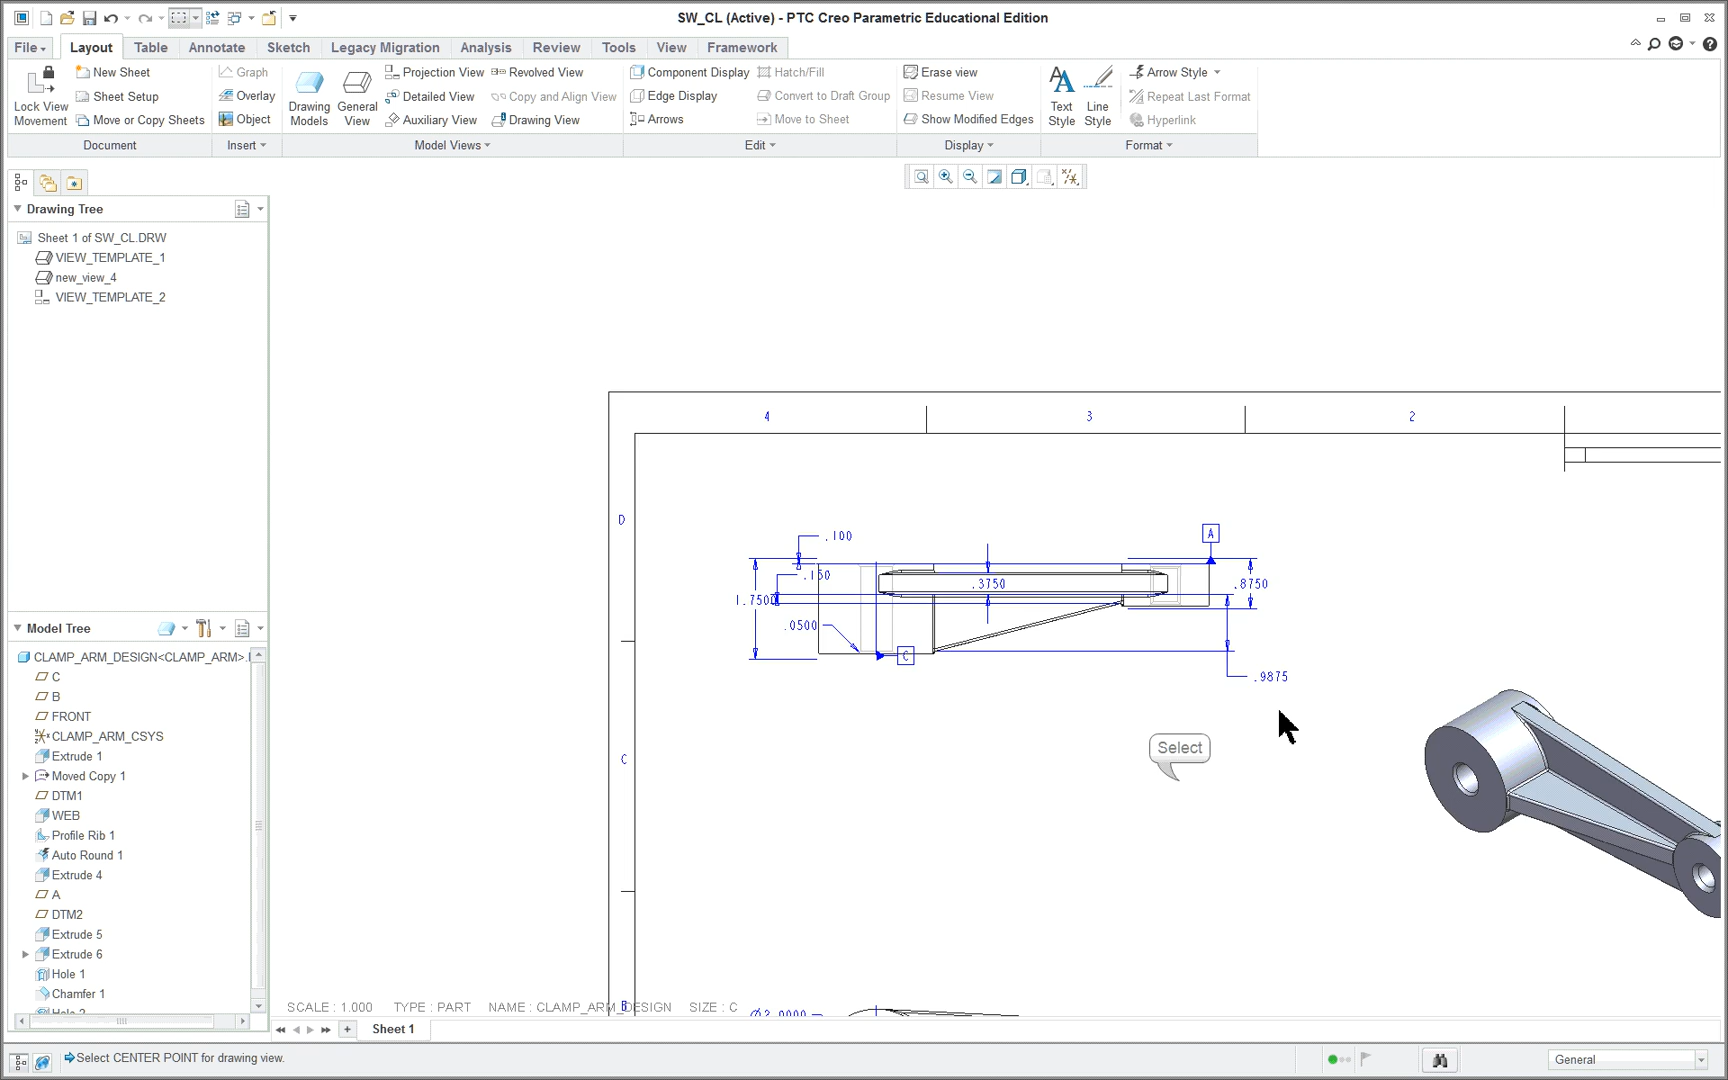 SW_CL (Active) - PTC Creo Parametric Educational Edition
File
Layout
Table
Annotate
Sketch
Legacy Migration
Analysis
Review
Tools
View
Framework
Lock View Movement
New Sheet
Sheet Setup
Move or Copy Sheets
Document
Graph
Overlay
Object
Insert
Drawing Models
General View
Projection View
Detailed View
Auxiliary View
Revolved View
Copy and Align View
Drawing View
Model Views
Component Display
Edge Display
Arrows
Hatch/Fill
Convert to Draft Group
Move to Sheet
Edit
Erase view
Resume View
Show Modified Edges
Display
Text Style
Line Style
Arrow Style
Repeat Last Format
Hyperlink
Format
Drawing Tree
Sheet 1 of SW_CL.DRW
VIEW_TEMPLATE_1
new_view_4
VIEW_TEMPLATE_2
Model Tree
CLAMP_ARM_DESIGN<CLAMP_ARM>.
C
B
FRONT
CLAMP_ARM_CSYS
Extrude 1
Moved Copy 1
DTM1
WEB
Profile Rib 1
Auto Round 1
Extrude 4
A
DTM2
Extrude 5
Extrude 6
Hole 1
Chamfer 1
Hole 2
4
3
2
D
C
B
.100
.150
1.7500
.0500
.3750
A
.8750
C
.9875
Select
Ø2.0000
SCALE : 1.000 TYPE : PART NAME : CLAMP_ARM_DESIGN SIZE : C
Sheet 1
Select CENTER POINT for drawing view.
General